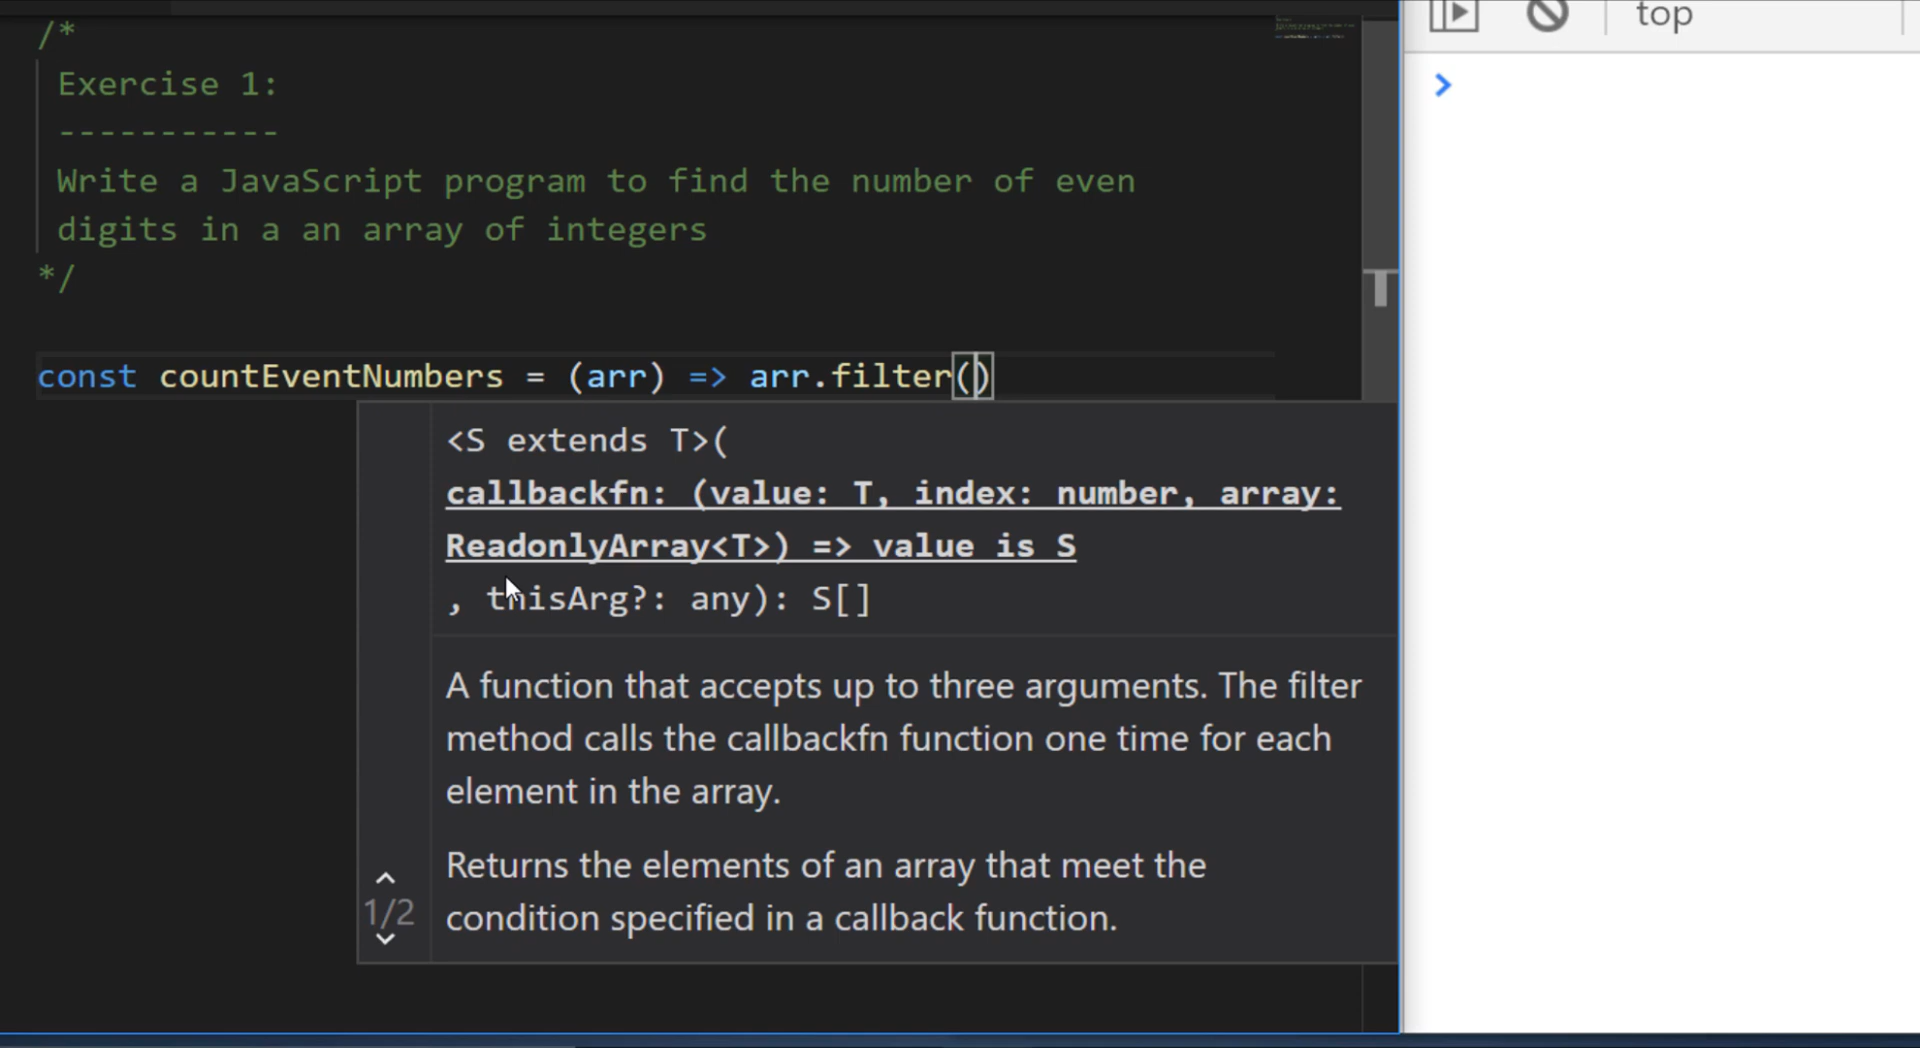 /*
Exercise 1:
-----------
Write a JavaScript program to find the number of even
digits in a an array of integers
*/
const countEventNumbers = (arr) => arr.filter()
<S extends T>(
callbackfn: (value: T, index: number, array:
ReadonlyArray<T>) => value is S
, thisArg?: any): S[]
A function that accepts up to three arguments. The filter
method calls the callbackfn function one time for each
element in the array.
Returns the elements of an array that meet the
condition specified in a callback function.
1/2
top